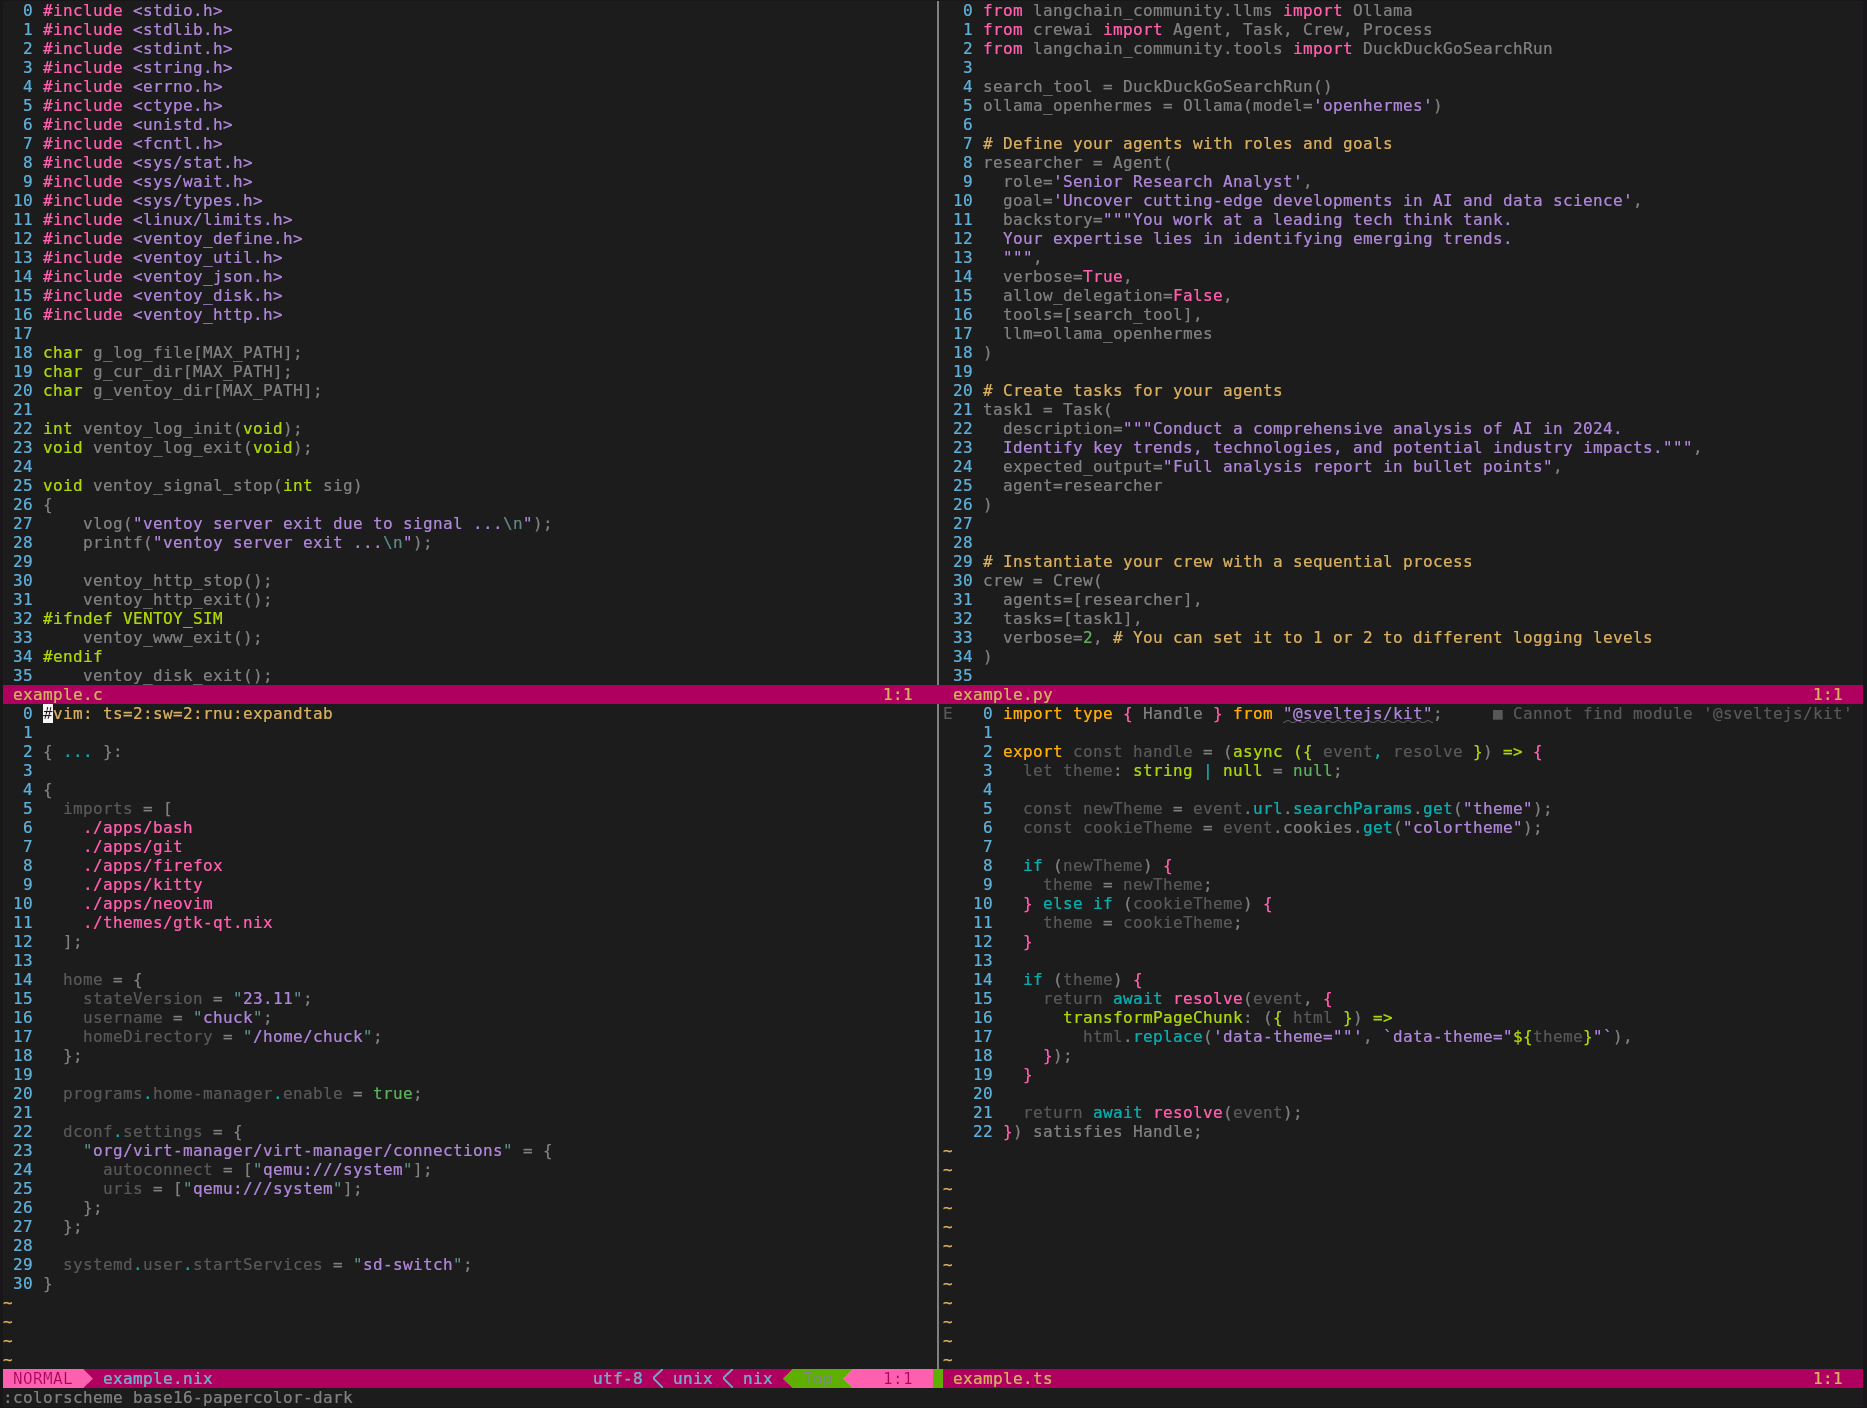 0 #include <stdio.h>
1 #include <stdlib.h>
2 #include <stdint.h>
3 #include <string.h>
4 #include <errno.h>
5 #include <ctype.h>
6 #include <unistd.h>
7 #include <fcntl.h>
8 #include <sys/stat.h>
9 #include <sys/wait.h>
10 #include <sys/types.h>
11 #include <linux/limits.h>
12 #include <ventoy_define.h>
13 #include <ventoy_util.h>
14 #include <ventoy_json.h>
15 #include <ventoy_disk.h>
16 #include <ventoy_http.h>
17
18 char g_log_file[MAX_PATH];
19 char g_cur_dir[MAX_PATH];
20 char g_ventoy_dir[MAX_PATH];
21
22 int ventoy_log_init(void);
23 void ventoy_log_exit(void);
24
25 void ventoy_signal_stop(int sig)
26 {
27     vlog("ventoy server exit due to signal ...\n");
28     printf("ventoy server exit ...\n");
29
30     ventoy_http_stop();
31     ventoy_http_exit();
32 #ifndef VENTOY_SIM
33     ventoy_www_exit();
34 #endif
35     ventoy_disk_exit();
example.c 1:1
0 from langchain_community.llms import Ollama
1 from crewai import Agent, Task, Crew, Process
2 from langchain_community.tools import DuckDuckGoSearchRun
3
4 search_tool = DuckDuckGoSearchRun()
5 ollama_openhermes = Ollama(model='openhermes')
6
7 # Define your agents with roles and goals
8 researcher = Agent(
9   role='Senior Research Analyst',
10   goal='Uncover cutting-edge developments in AI and data science',
11   backstory="""You work at a leading tech think tank.
12   Your expertise lies in identifying emerging trends.
13   """,
14   verbose=True,
15   allow_delegation=False,
16   tools=[search_tool],
17   llm=ollama_openhermes
18 )
19
20 # Create tasks for your agents
21 task1 = Task(
22   description="""Conduct a comprehensive analysis of AI in 2024.
23   Identify key trends, technologies, and potential industry impacts.""",
24   expected_output="Full analysis report in bullet points",
25   agent=researcher
26 )
27
28
29 # Instantiate your crew with a sequential process
30 crew = Crew(
31   agents=[researcher],
32   tasks=[task1],
33   verbose=2, # You can set it to 1 or 2 to different logging levels
34 )
35
example.py 1:1
0 #vim: ts=2:sw=2:rnu:expandtab
1
2 { ... }:
3
4 {
5   imports = [
6     ./apps/bash
7     ./apps/git
8     ./apps/firefox
9     ./apps/kitty
10     ./apps/neovim
11     ./themes/gtk-qt.nix
12   ];
13
14   home = {
15     stateVersion = "23.11";
16     username = "chuck";
17     homeDirectory = "/home/chuck";
18   };
19
20   programs.home-manager.enable = true;
21
22   dconf.settings = {
23     "org/virt-manager/virt-manager/connections" = {
24       autoconnect = ["qemu:///system"];
25       uris = ["qemu:///system"];
26     };
27   };
28
29   systemd.user.startServices = "sd-switch";
30 }
~
~
~
~
NORMAL example.nix utf-8 unix nix Top 1:1
E 0 import type { Handle } from "@sveltejs/kit";     ■ Cannot find module '@sveltejs/kit'
1
2 export const handle = (async ({ event, resolve }) => {
3   let theme: string | null = null;
4
5   const newTheme = event.url.searchParams.get("theme");
6   const cookieTheme = event.cookies.get("colortheme");
7
8   if (newTheme) {
9     theme = newTheme;
10   } else if (cookieTheme) {
11     theme = cookieTheme;
12   }
13
14   if (theme) {
15     return await resolve(event, {
16       transformPageChunk: ({ html }) =>
17         html.replace('data-theme=""', `data-theme="${theme}"`),
18     });
19   }
20
21   return await resolve(event);
22 }) satisfies Handle;
~
~
~
~
~
~
~
~
~
~
~
~
example.ts 1:1
:colorscheme base16-papercolor-dark